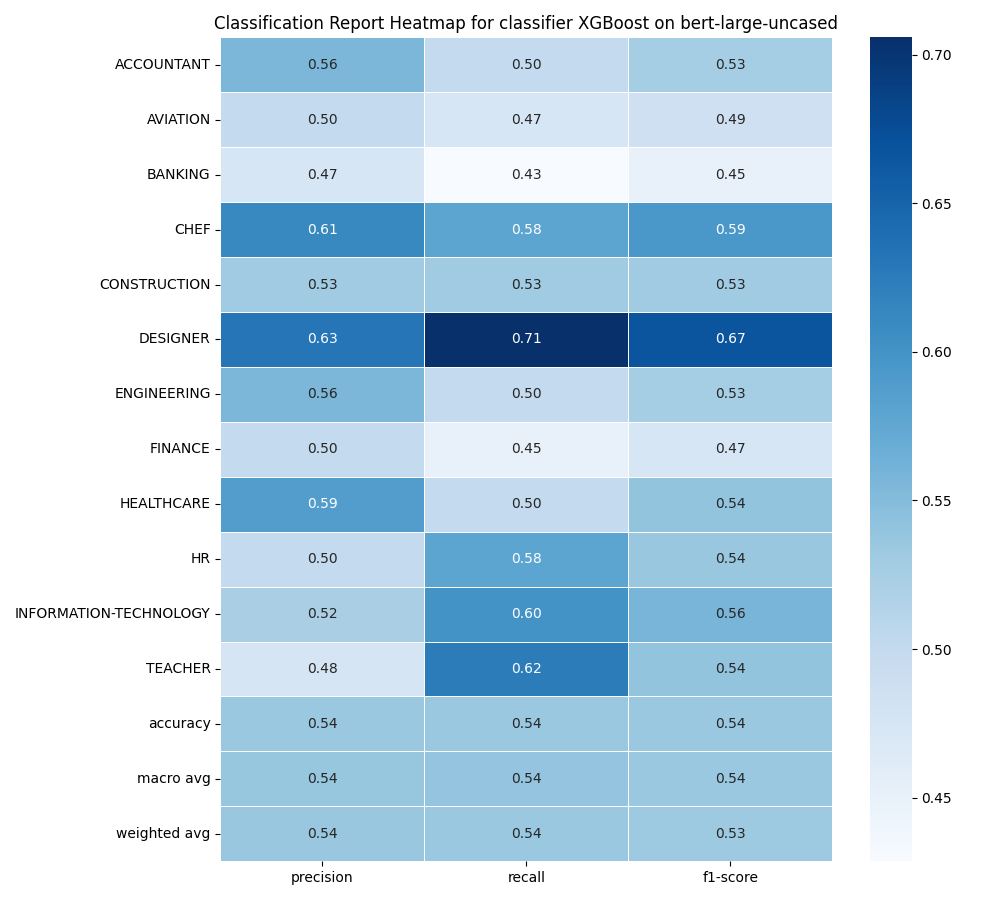 Classification Report Heatmap for classifier XGBoost on bert-large-uncased
ACCOUNTANT 0.56 0.50 0.53
AVIATION 0.50 0.47 0.49
BANKING 0.47 0.43 0.45
CHEF 0.61 0.58 0.59
CONSTRUCTION 0.53 0.53 0.53
DESIGNER 0.63 0.71 0.67
ENGINEERING 0.56 0.50 0.53
FINANCE 0.50 0.45 0.47
HEALTHCARE 0.59 0.50 0.54
HR 0.50 0.58 0.54
INFORMATION-TECHNOLOGY 0.52 0.60 0.56
TEACHER 0.48 0.62 0.54
accuracy 0.54 0.54 0.54
macro avg 0.54 0.54 0.54
weighted avg 0.54 0.54 0.53
precision recall f1-score
0.70
0.65
0.60
0.55
0.50
0.45